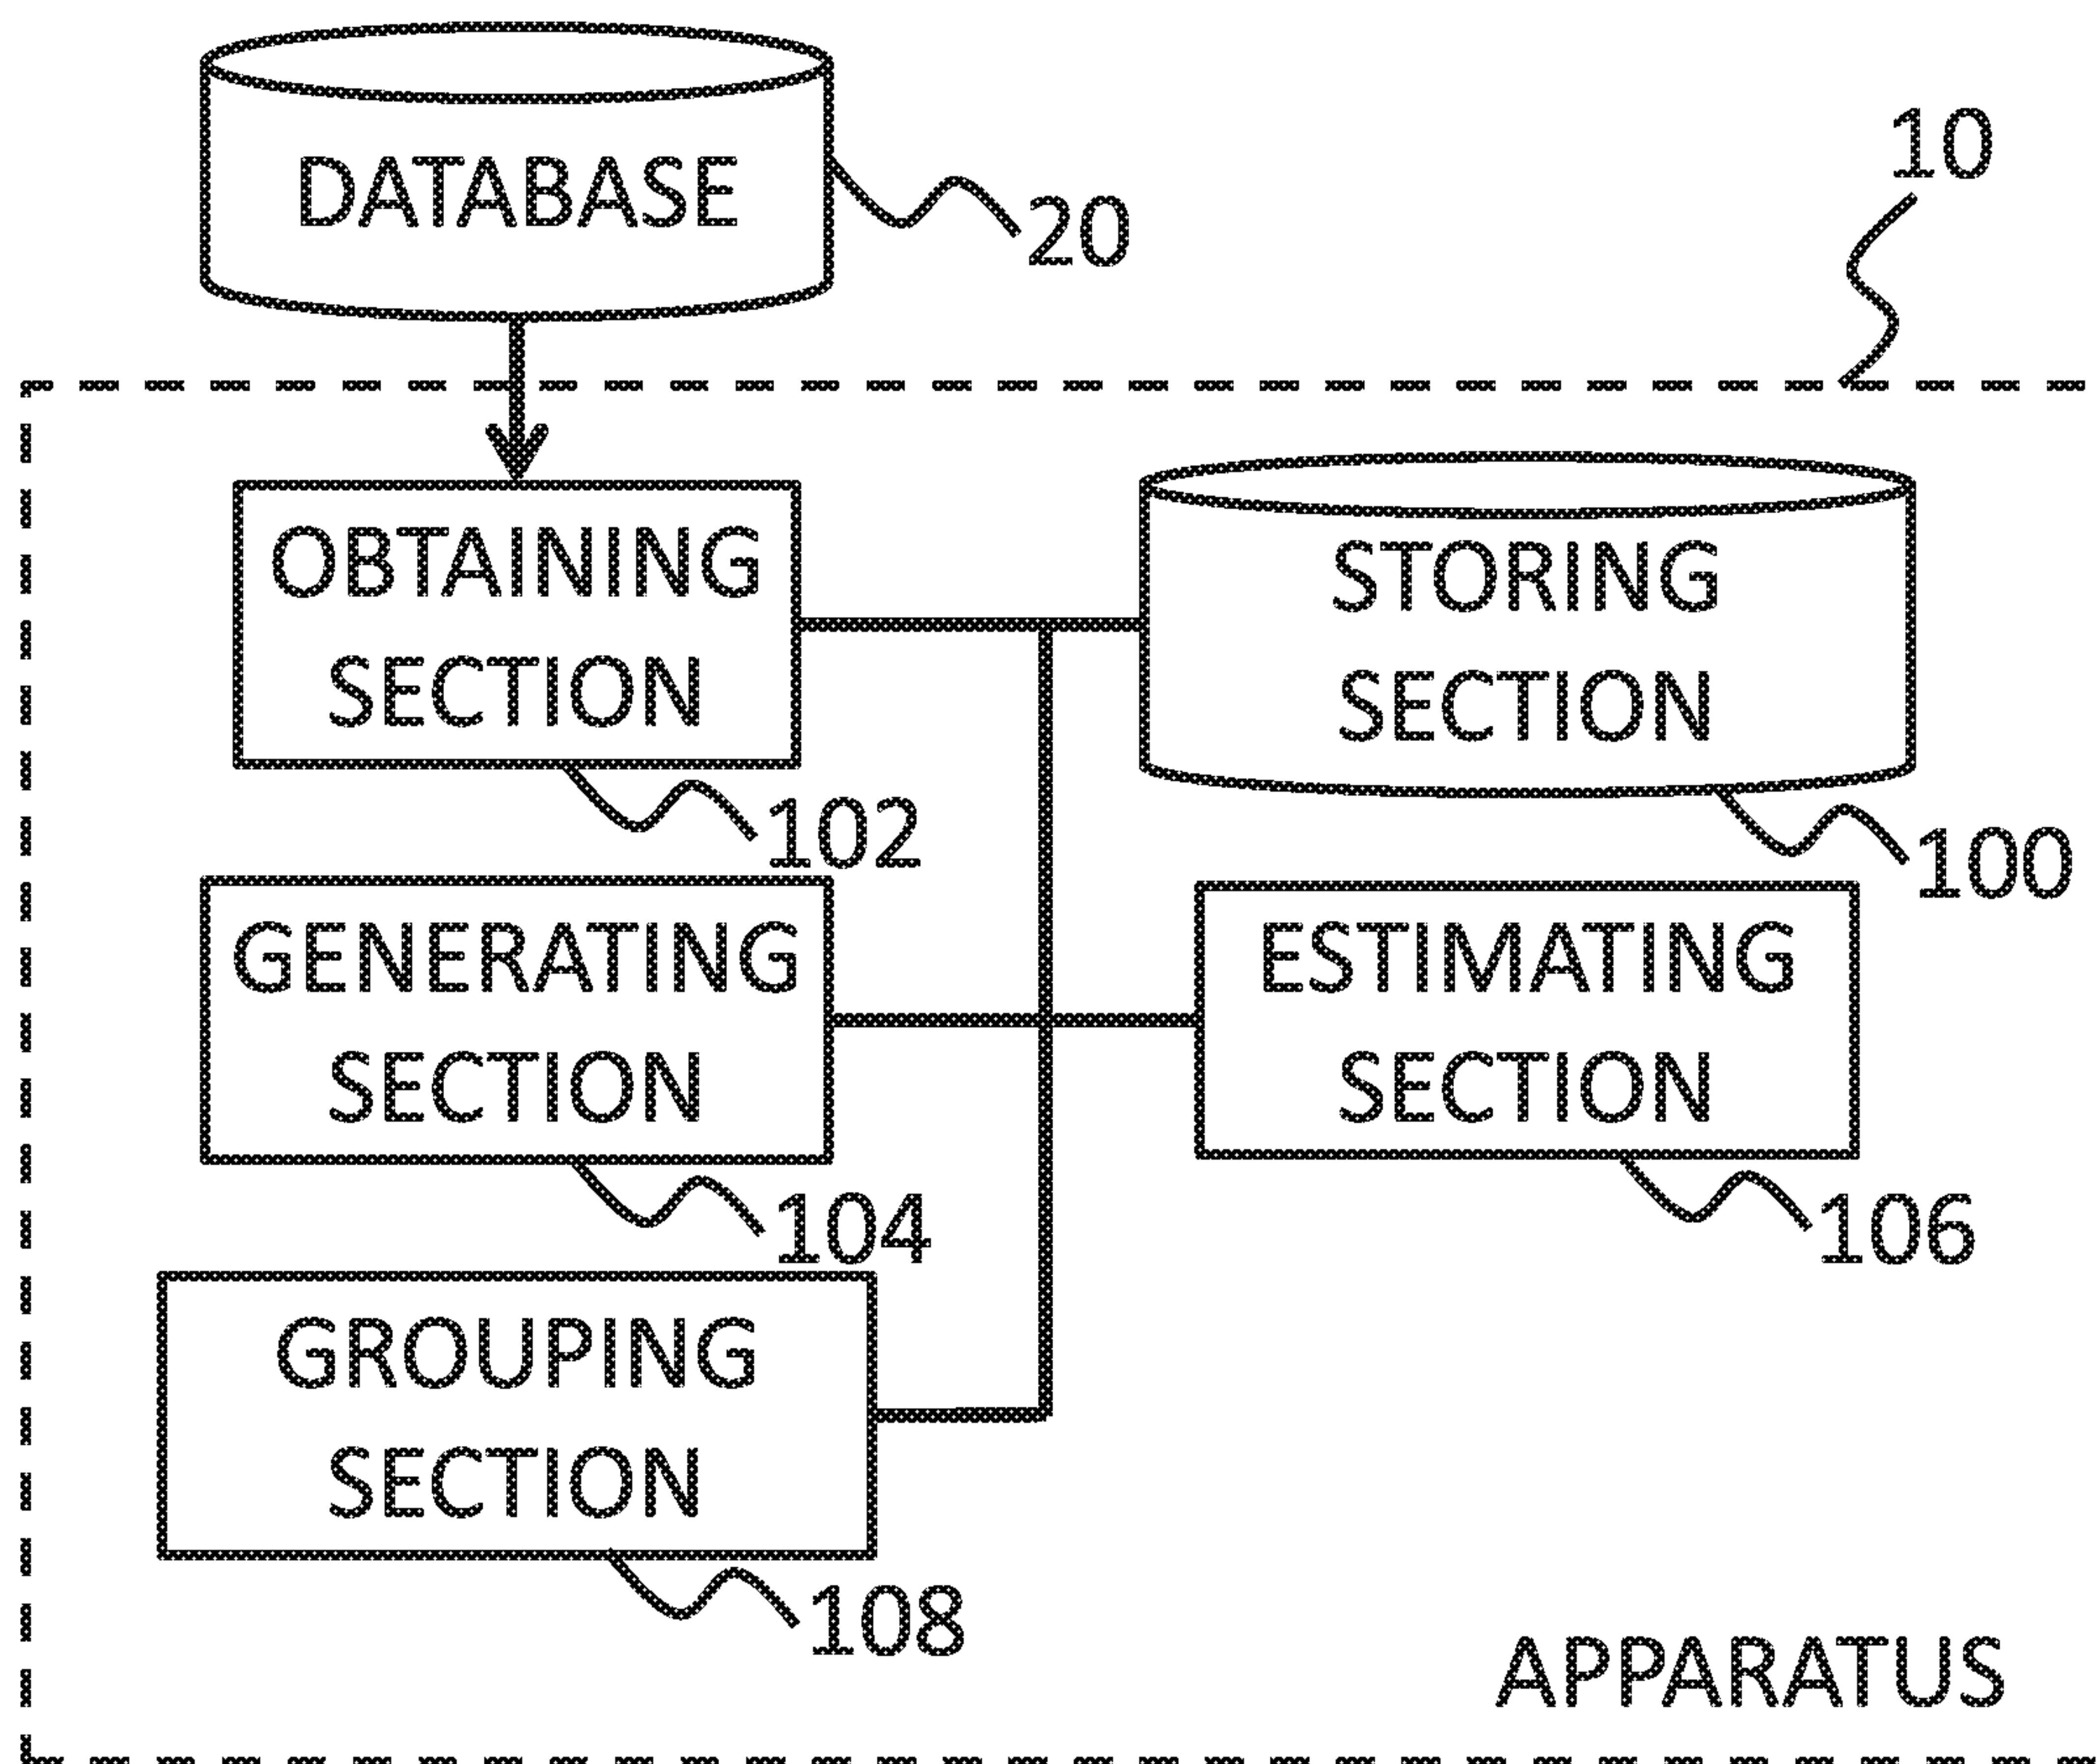 DATABASE
20
10
OBTAINING
SECTION
102
STORING
SECTION
100
GENERATING
SECTION
104
ESTIMATING
SECTION
106
GROUPING
SECTION
108
APPARATUS